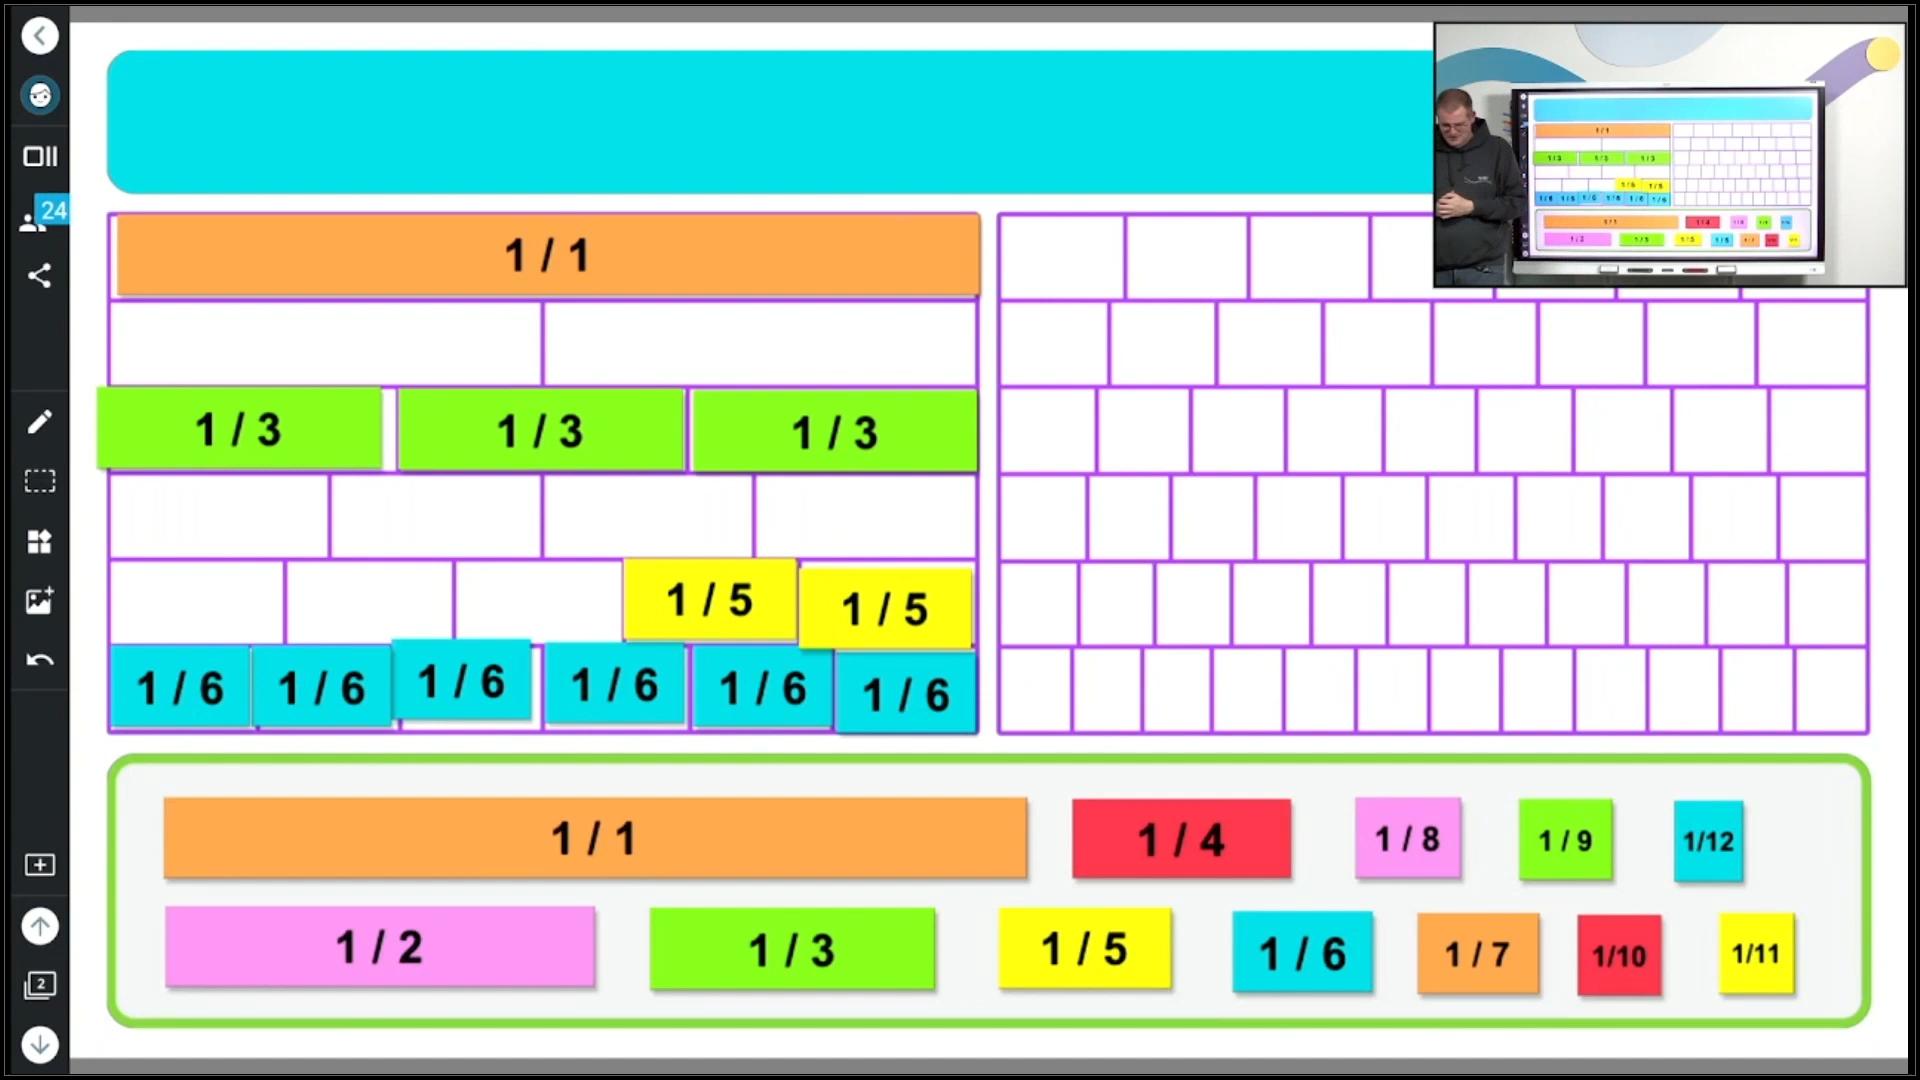 24
1 / 1
1 / 3 1 / 3 1 / 3
1 / 5 1 / 5
1 / 6 1 / 6 1 / 6 1 / 6 1 / 6 1 / 6
1 / 1 1 / 4 1 / 8 1 / 9 1/12
1 / 2 1 / 3 1 / 5 1 / 6 1 / 7 1/10 1/11
2